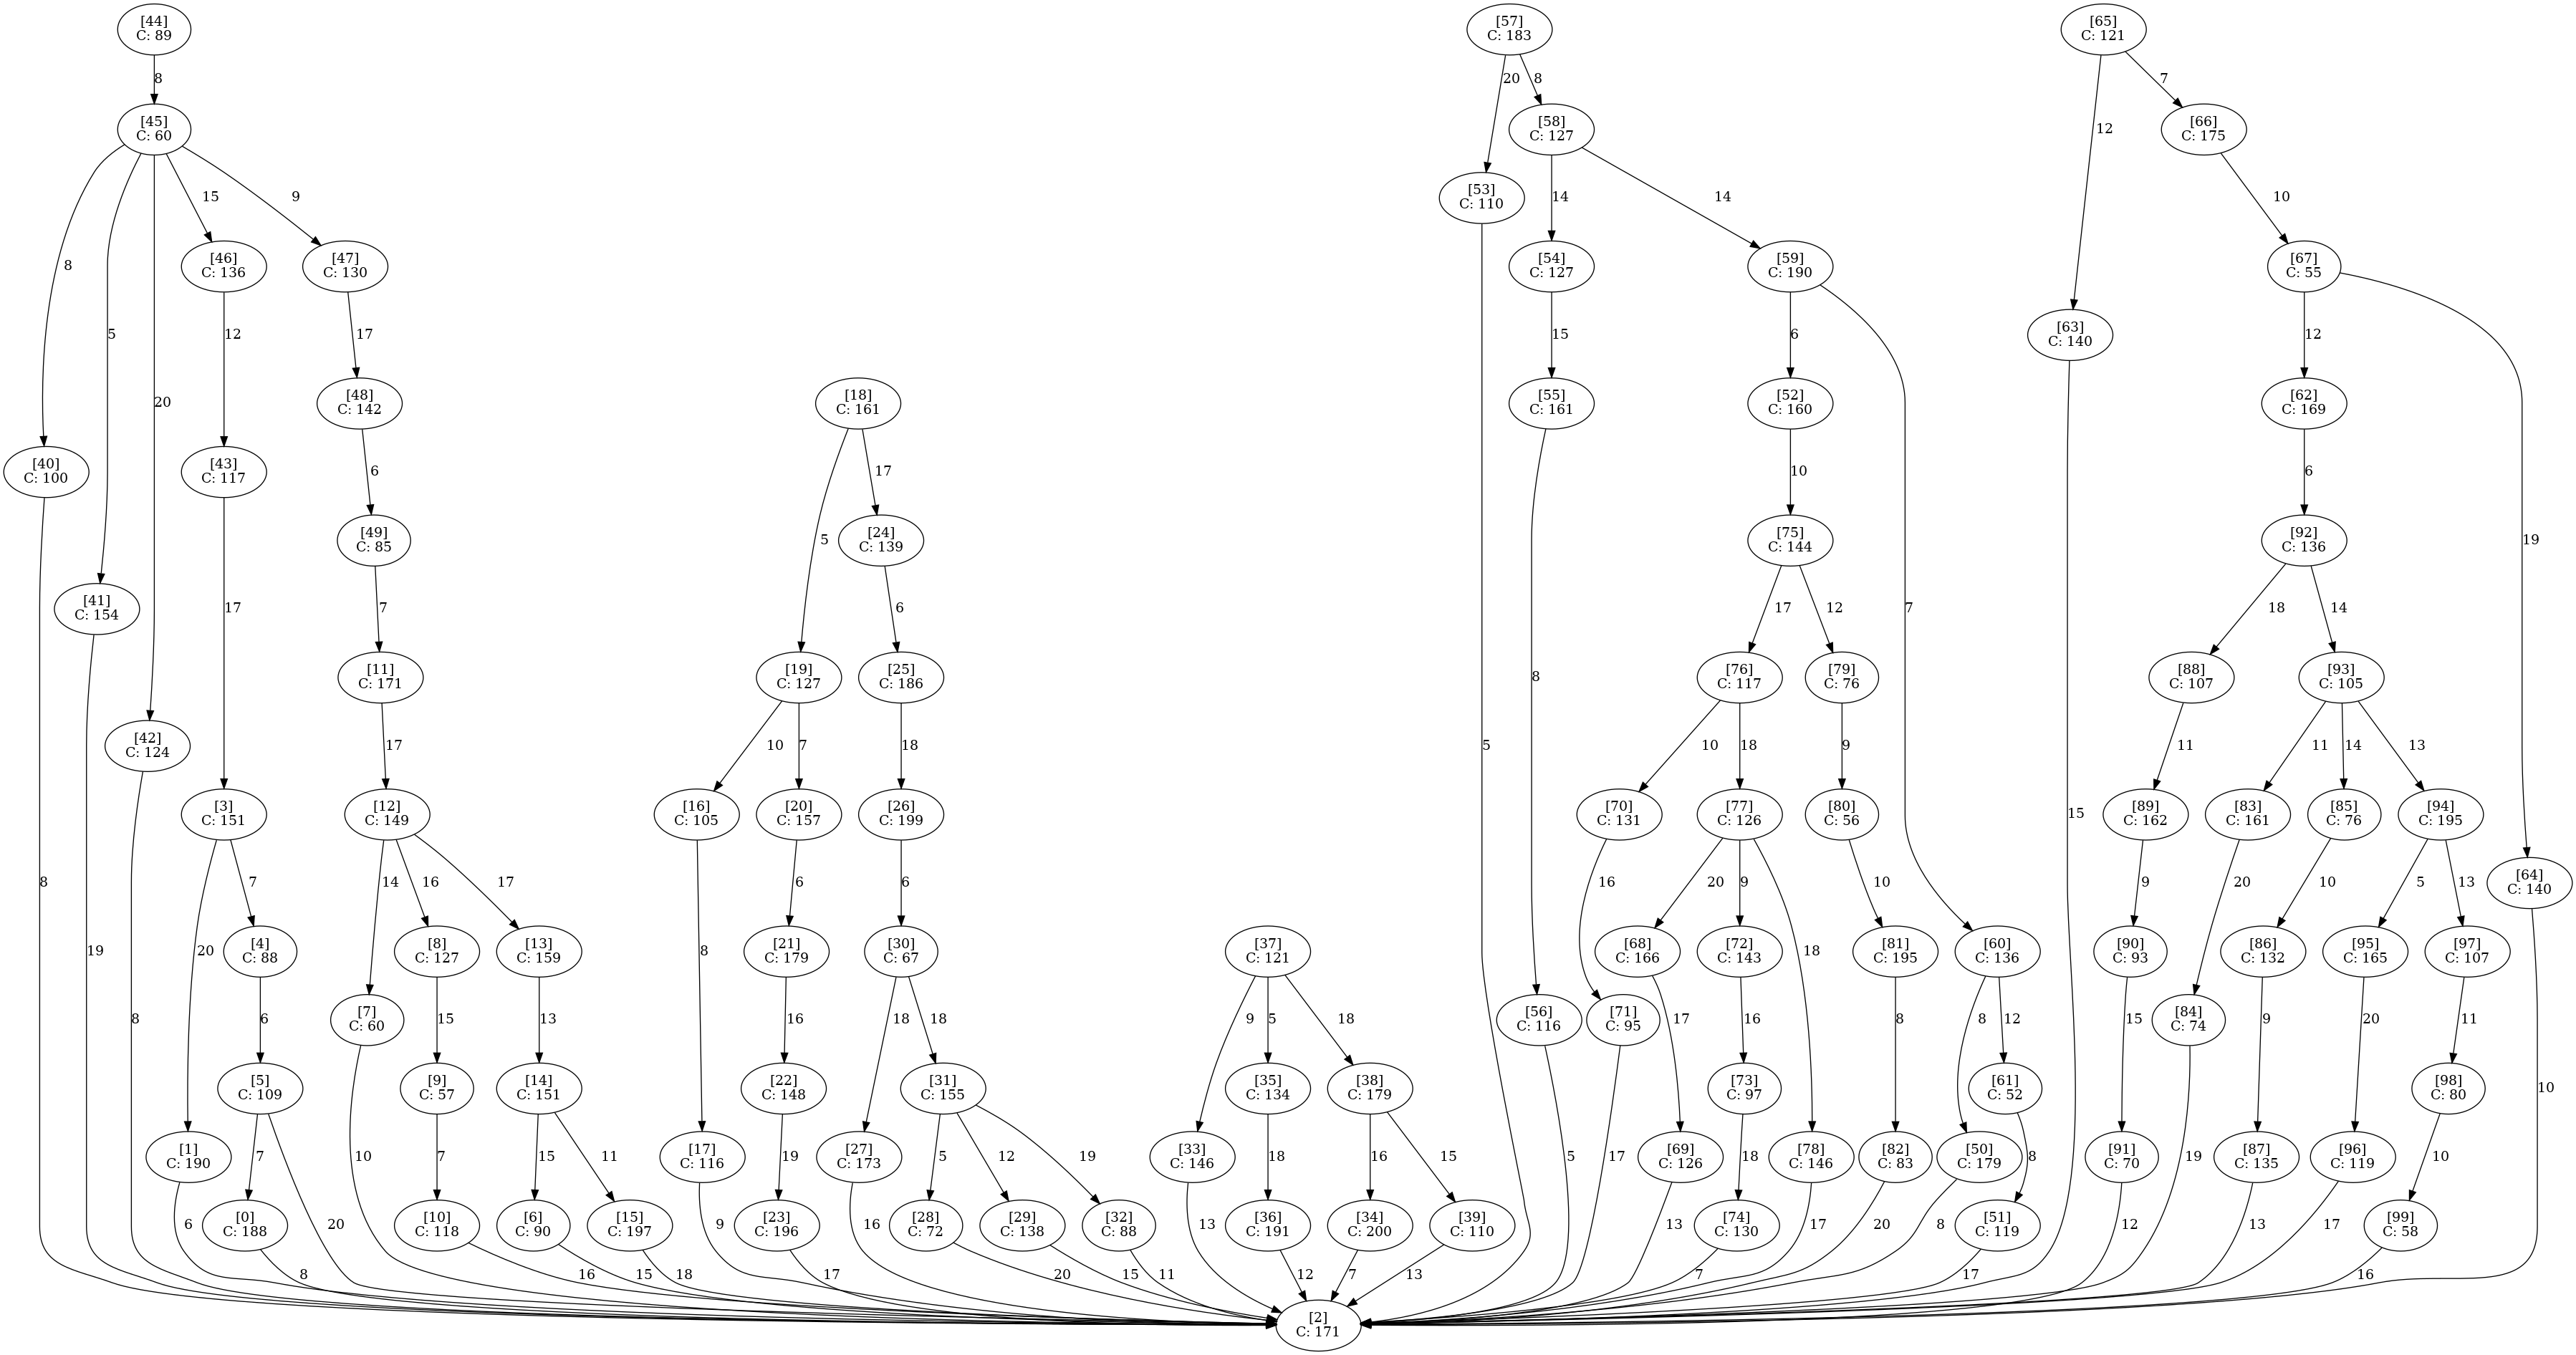 [44]
C: 89
[57]
C: 183
[65]
C: 121
8
20
8
7
[45]
C: 60
[58]
C: 127
[66]
C: 175
12
15
9
[53]
C: 110
14
14
10
8
5
20
[46]
C: 136
[47]
C: 130
[54]
C: 127
[59]
C: 190
[67]
C: 55
12
17
15
6
[63]
C: 140
12
[48]
C: 142
[18]
C: 161
[55]
C: 161
[52]
C: 160
[62]
C: 169
[40]
C: 100
[43]
C: 117
6
17
10
6
19
5
[49]
C: 85
[24]
C: 139
[75]
C: 144
[92]
C: 136
[41]
C: 154
17
7
6
17
12
7
18
14
[11]
C: 171
[19]
C: 127
[25]
C: 186
8
[76]
C: 117
[79]
C: 76
[88]
C: 107
[93]
C: 105
[42]
C: 124
17
10
7
18
5
10
18
9
11
11
14
13
[3]
C: 151
[12]
C: 149
[16]
C: 105
[20]
C: 157
[26]
C: 199
[70]
C: 131
[77]
C: 126
[80]
C: 56
15
[89]
C: 162
[83]
C: 161
[85]
C: 76
[94]
C: 195
8
7
14
16
17
6
6
16
20
9
10
9
20
10
5
13
[64]
C: 140
19
20
[4]
C: 88
[8]
C: 127
[13]
C: 159
8
[21]
C: 179
[30]
C: 67
[37]
C: 121
[68]
C: 166
[72]
C: 143
18
[81]
C: 195
[60]
C: 136
[90]
C: 93
[86]
C: 132
[95]
C: 165
[97]
C: 107
8
6
[7]
C: 60
15
13
16
18
18
9
5
18
[56]
C: 116
[71]
C: 95
17
16
8
8
12
15
[84]
C: 74
9
20
11
[5]
C: 109
[9]
C: 57
[14]
C: 151
[22]
C: 148
[31]
C: 155
[35]
C: 134
[38]
C: 179
[73]
C: 97
[61]
C: 52
[98]
C: 80
10
[1]
C: 190
7
10
7
15
11
[17]
C: 116
19
[27]
C: 173
5
12
19
[33]
C: 146
18
16
15
5
17
[69]
C: 126
18
[78]
C: 146
[82]
C: 83
[50]
C: 179
8
[91]
C: 70
19
[87]
C: 135
[96]
C: 119
10
6
[0]
C: 188
20
[10]
C: 118
[6]
C: 90
[15]
C: 197
9
[23]
C: 196
16
[28]
C: 72
[29]
C: 138
[32]
C: 88
13
[36]
C: 191
[34]
C: 200
[39]
C: 110
13
[74]
C: 130
17
20
8
[51]
C: 119
12
13
17
[99]
C: 58
8
16
15
18
17
20
15
11
12
7
13
7
17
16
[2]
C: 171